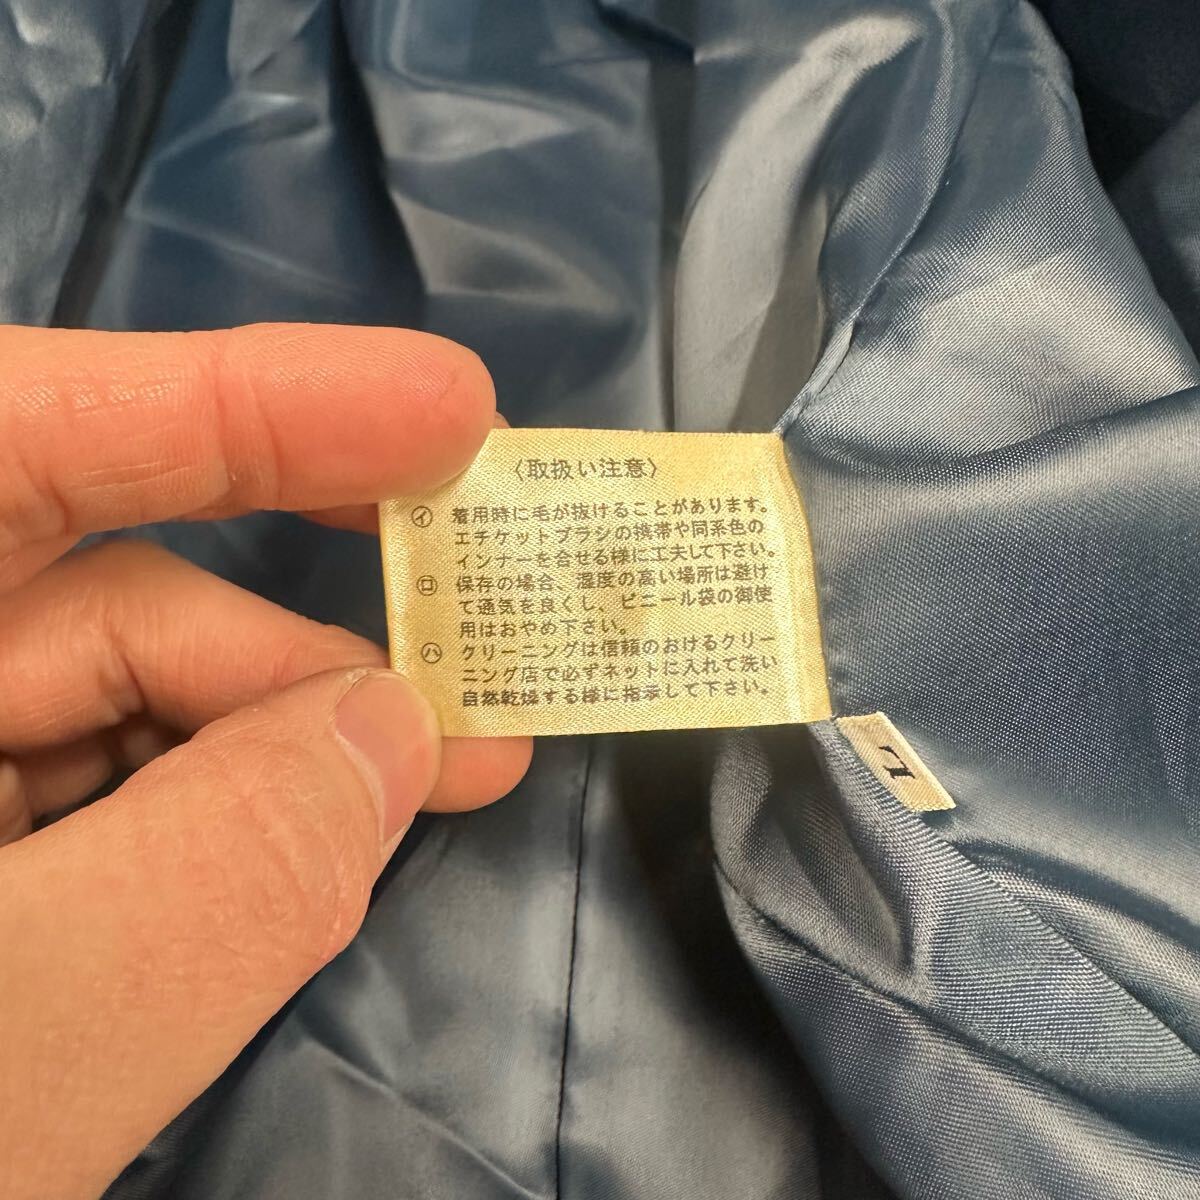 〈取扱い注意〉
㋑ 着用時に毛が抜けることがあります。
エチケットブラシの携帯や同系色の
インナーを合せる様に工夫して下さい。
㋺ 保存の場合、湿度の高い場所は避け
て通気を良くし、ビニール袋の御使
用はおやめ下さい。
㋩ クリーニングは信頼のおけるクリー
ニング店で必ずネットに入れて洗い
自然乾燥する様に指示して下さい。
L